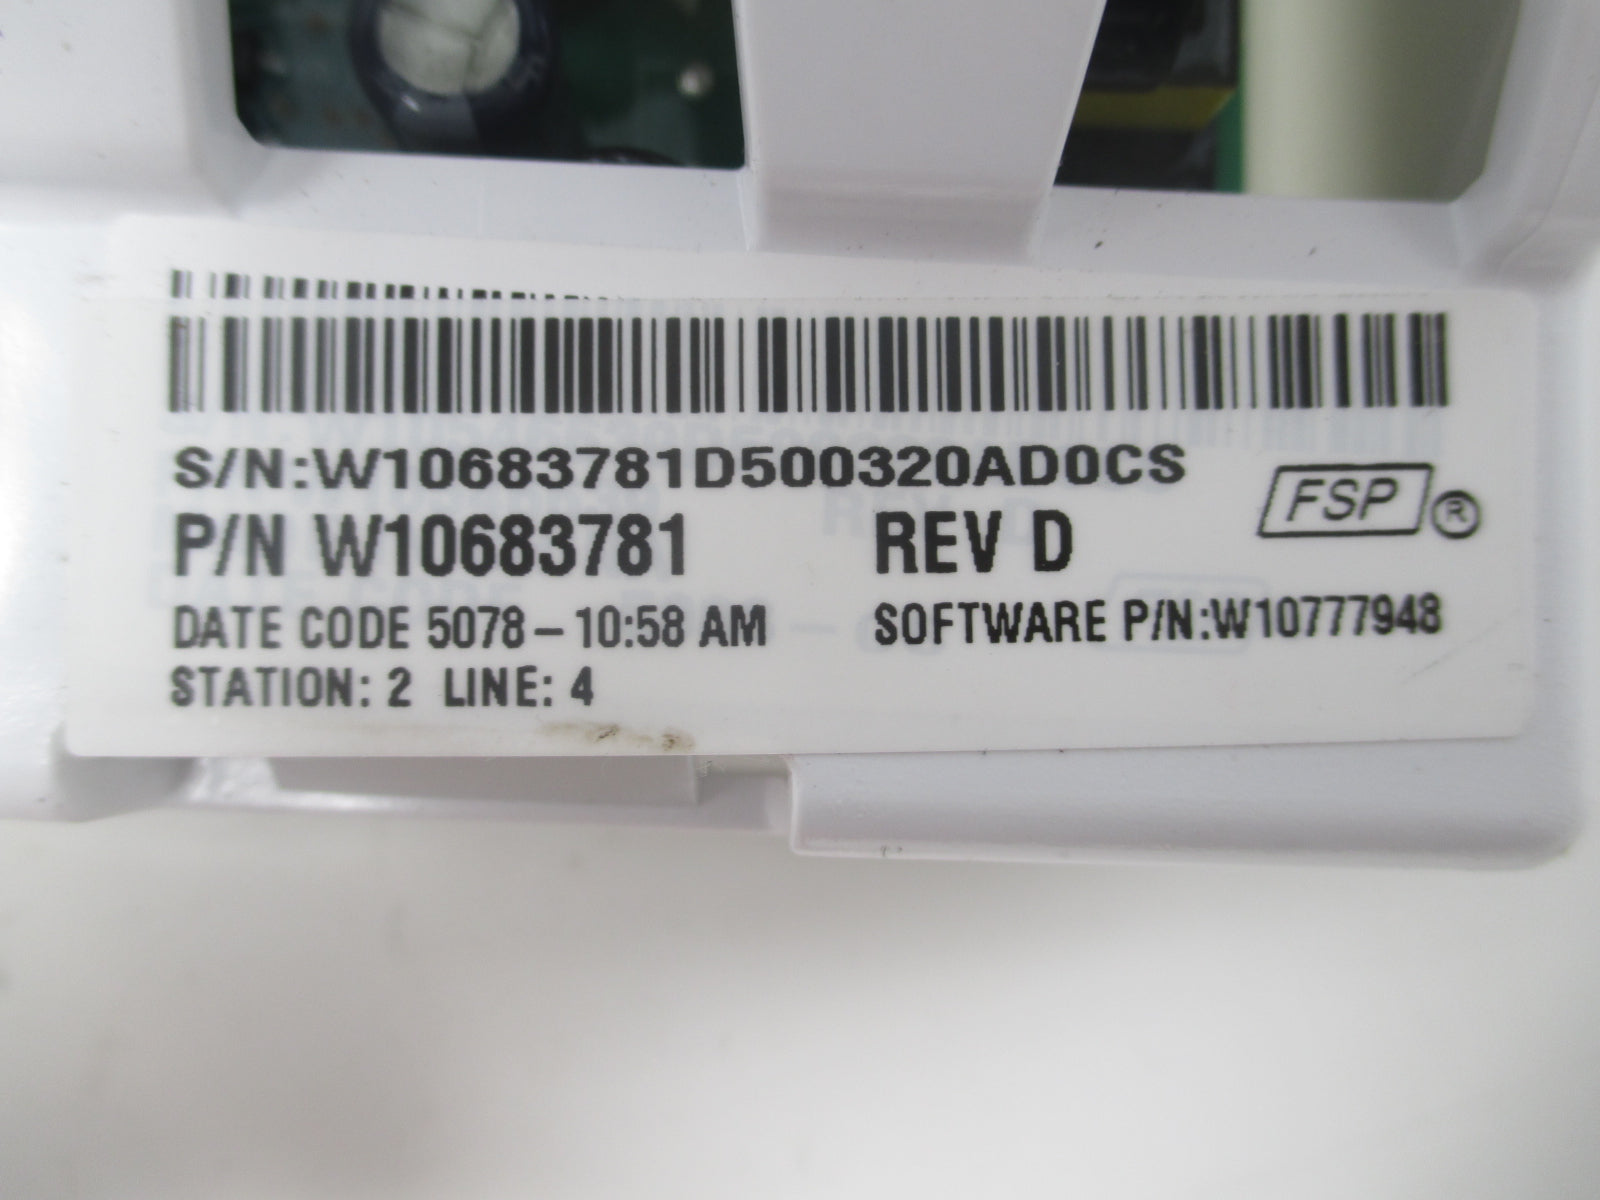 S/N:W10683781D500320AD0CS
P/N W10683781 REV D FSP®
DATE CODE 5078 – 10:58 AM SOFTWARE P/N:W10777948
STATION: 2 LINE: 4